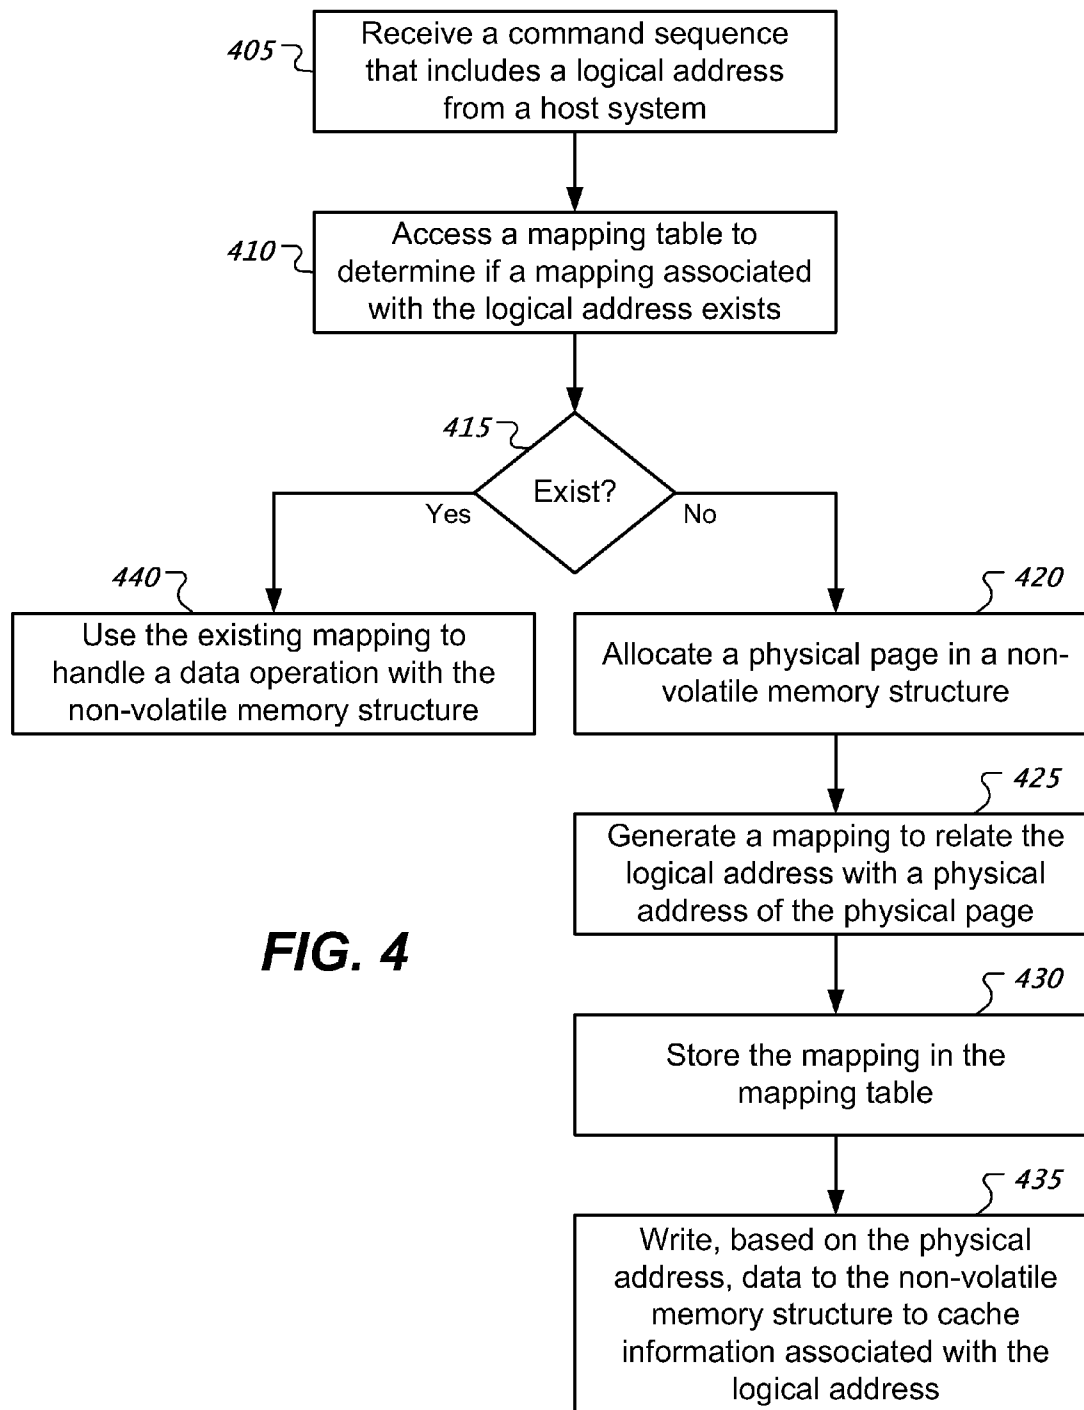 405
Receive a command sequence
that includes a logical address
from a host system
410
Access a mapping table to
determine if a mapping associated
with the logical address exists
415
Exist?
Yes
No
440
Use the existing mapping to
handle a data operation with the
non-volatile memory structure
420
Allocate a physical page in a non-
volatile memory structure
425
Generate a mapping to relate the
logical address with a physical
address of the physical page
FIG. 4
430
Store the mapping in the
mapping table
435
Write, based on the physical
address, data to the non-volatile
memory structure to cache
information associated with the
logical address